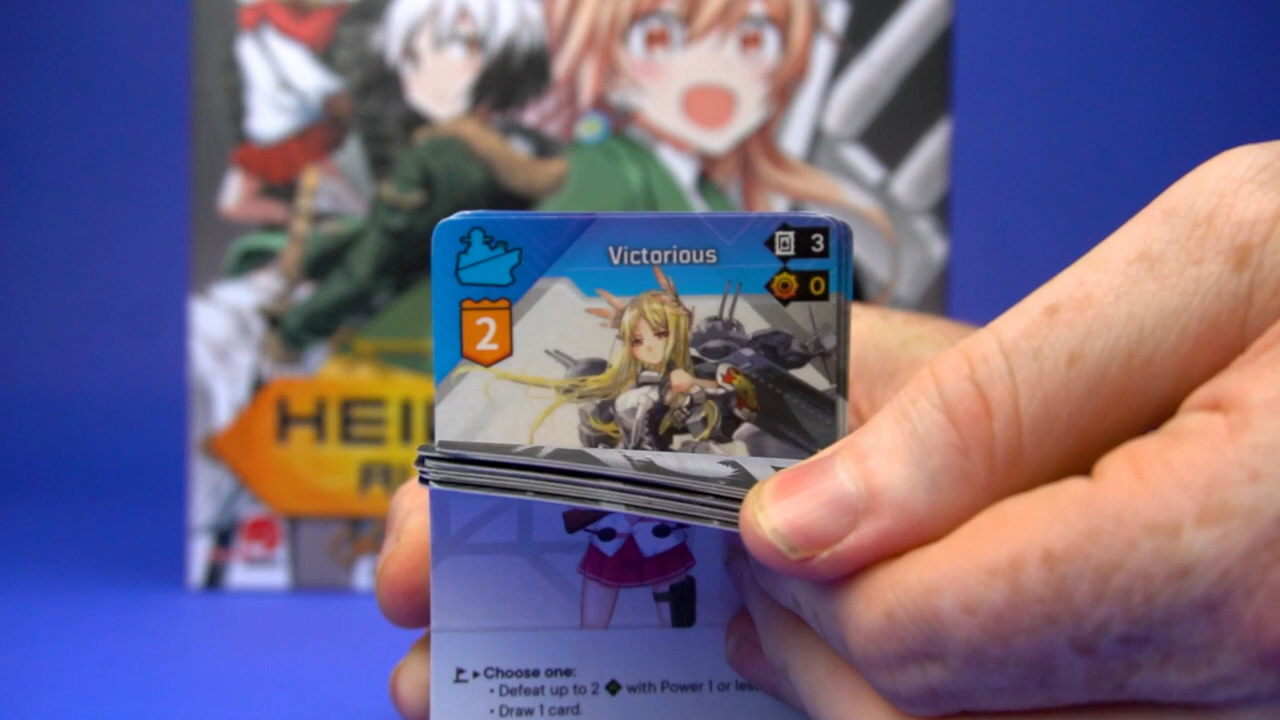 Victorious
3
0
2
HEI
Choose one:
• Defeat up to 2 with Power 1 or less
• Draw 1 card.